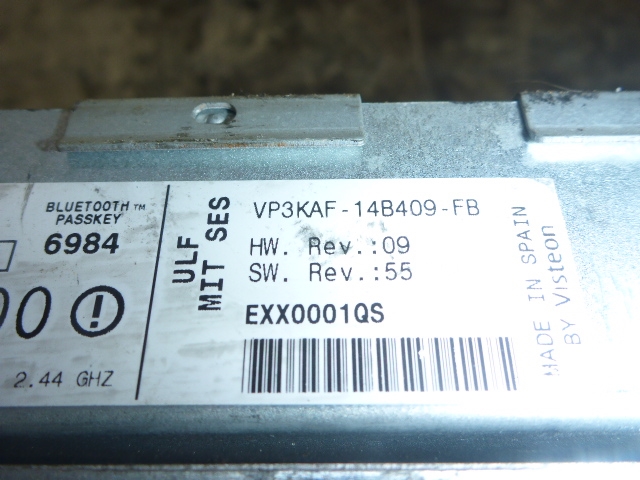 BLUETOOTH™
PASSKEY
6984
00
2.44 GHZ
ULF
MIT SES
VP3KAF-14B409-FB
HW. Rev.:09
SW. Rev.:55
EXX0001QS
MADE IN SPAIN
BY Visteon